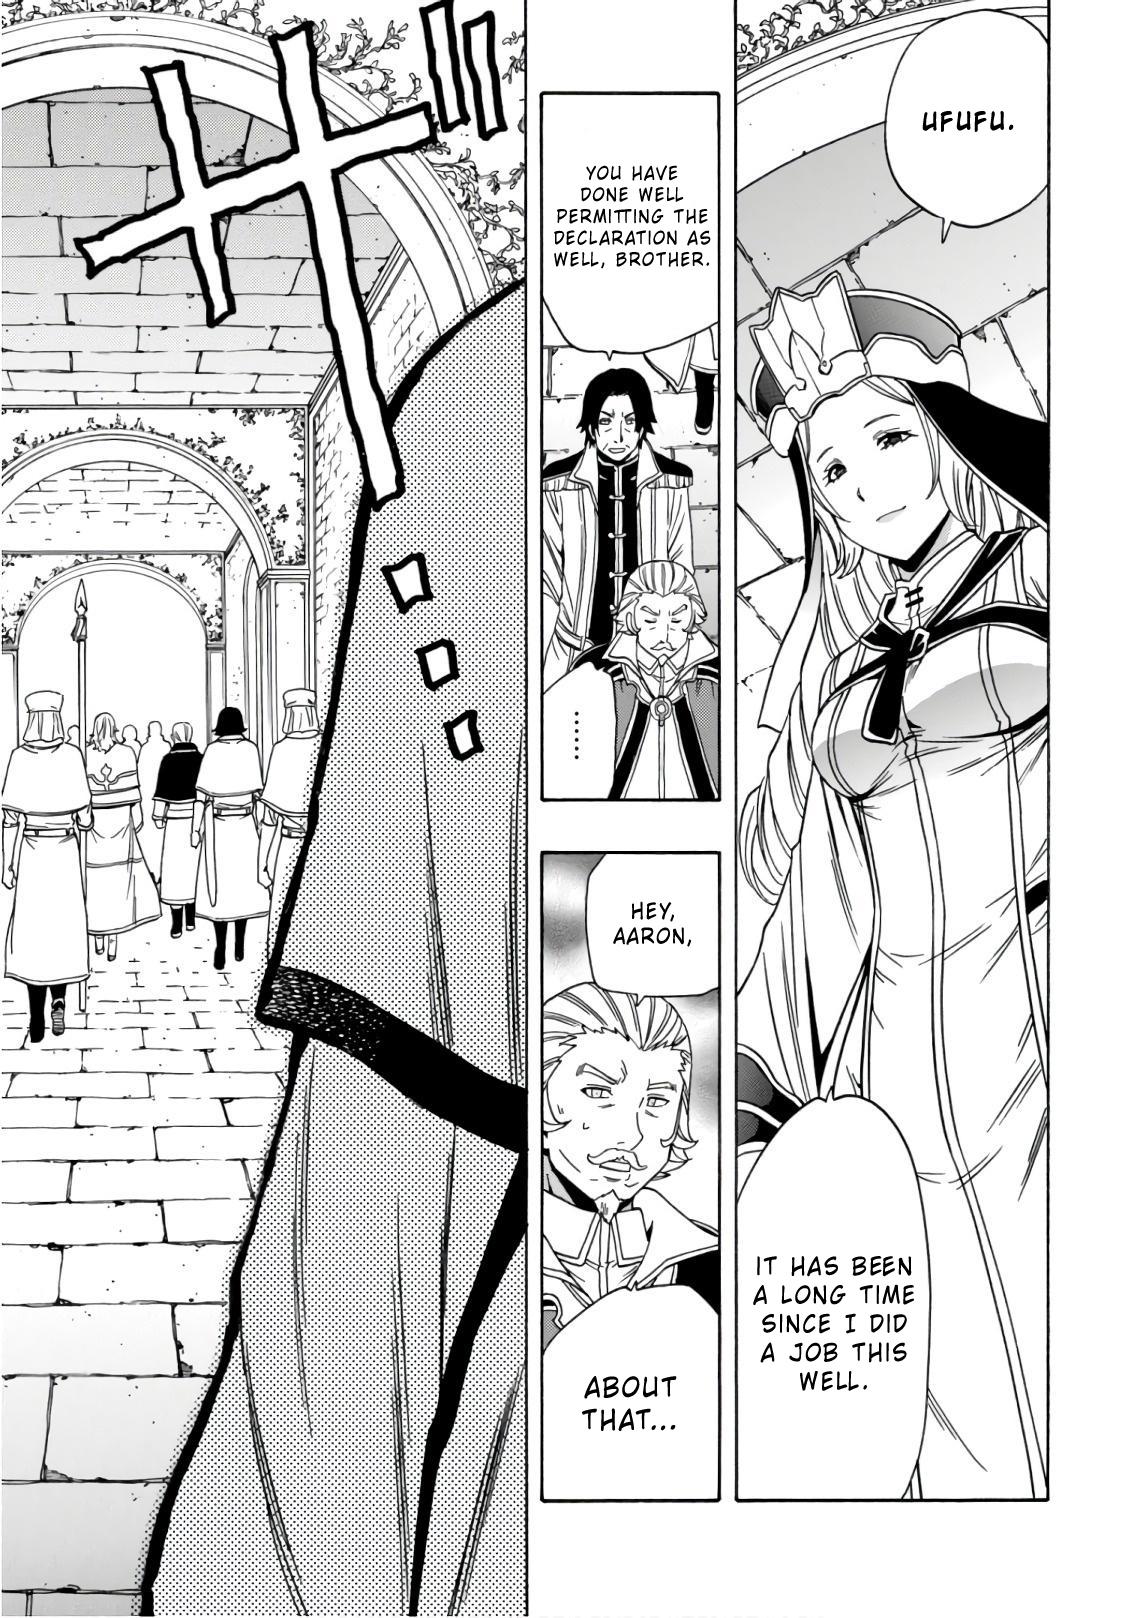 UFUFU.
IT HAS BEEN
A LONG TIME
SINCE I DID
A JOB THIS
WELL.
YOU HAVE
DONE WELL
PERMITTING THE
DECLARATION AS
WELL, BROTHER.
........
HEY,
AARON,
ABOUT
THAT...
ザ